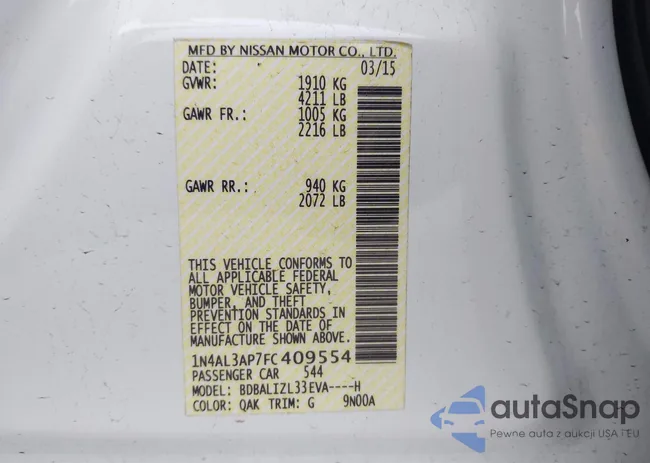 MFD BY NISSAN MOTOR CO., LTD.
DATE: 03/15
GVWR: 1910 KG
4211 LB
GAWR FR.: 1005 KG
2216 LB
GAWR RR.: 940 KG
2072 LB
THIS VEHICLE CONFORMS TO
ALL APPLICABLE FEDERAL
MOTOR VEHICLE SAFETY,
BUMPER, AND THEFT
PREVENTION STANDARDS IN
EFFECT ON THE DATE OF
MANUFACTURE SHOWN ABOVE.
1N4AL3AP7FC409554
PASSENGER CAR 544
MODEL: BDBALIZL33EVA----H
COLOR: QAK TRIM: G 9N00A
autaSnap
Pewne auta z aukcji USA i EU